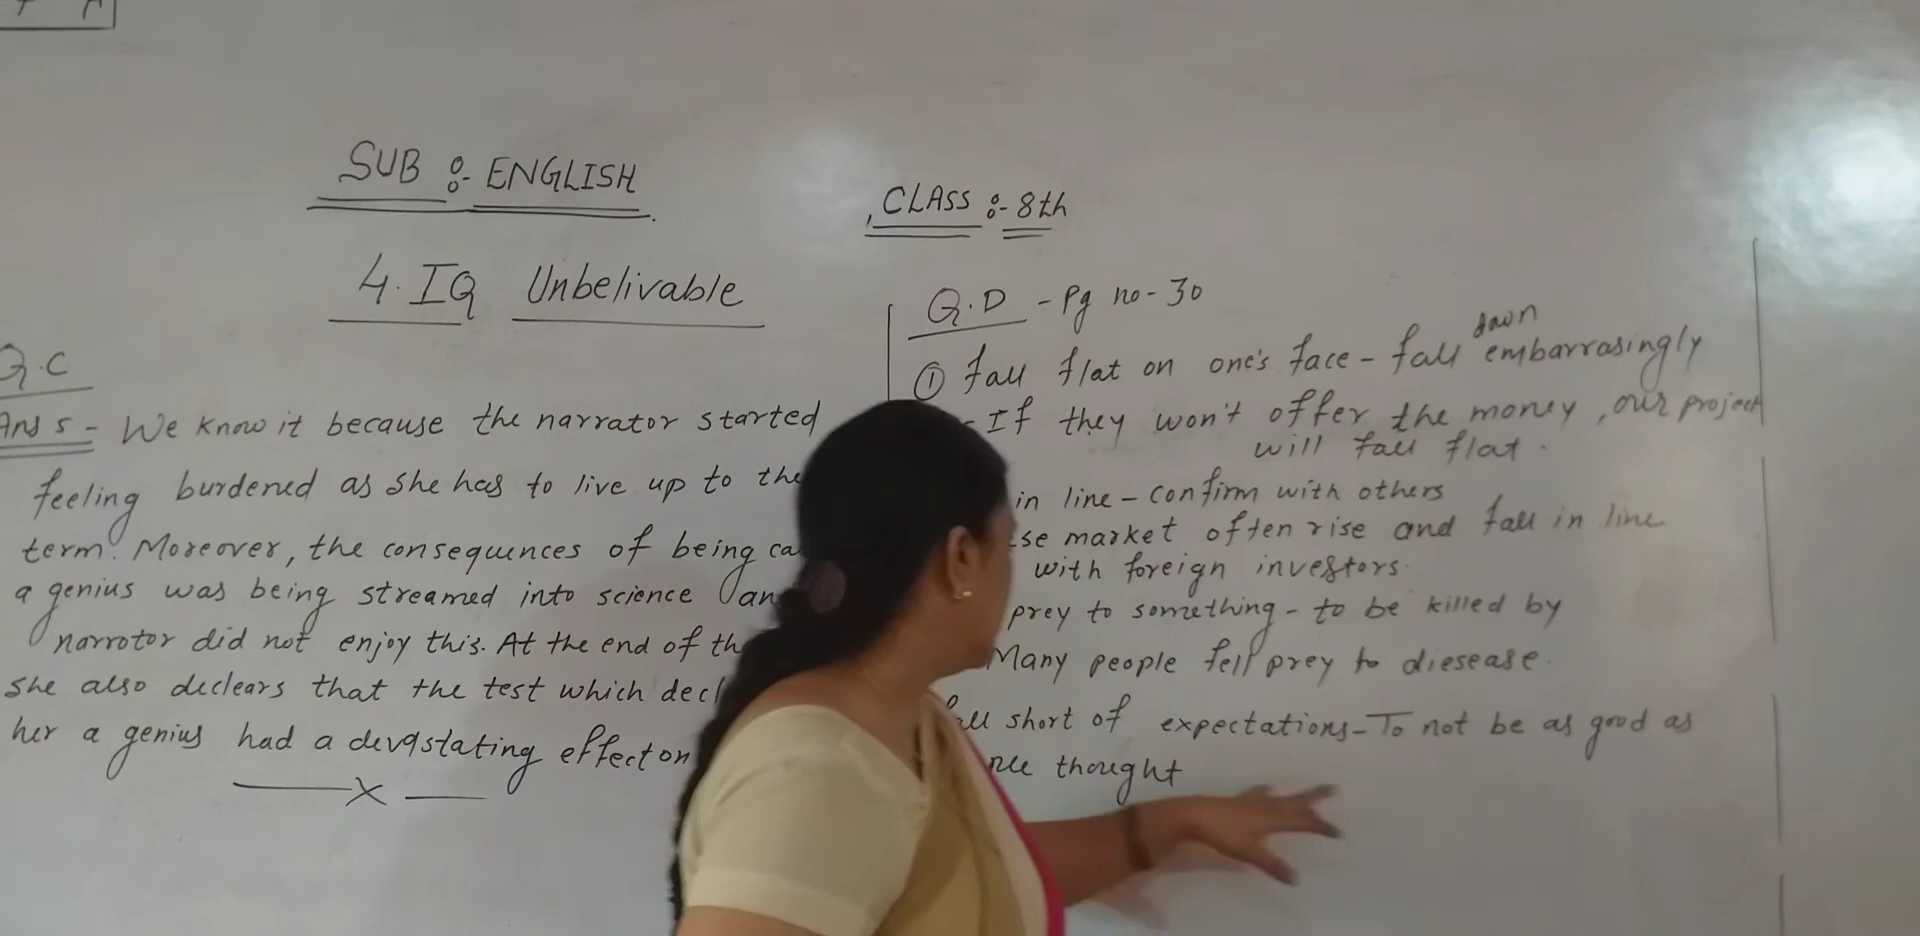 SUB :- ENGLISH
CLASS :- 8th
4. IQ Unbelivable
Q.C
Ans 5 - We know it because the narrator started
feeling burdened as she has to live up to the
term. Moreover, the consequences of being ca
a genius was being streamed into science an
narrotor did not enjoy this. At the end of th
she also declears that the test which decl
her a genius had a devastating effect on
X
Q.D - Pg no - 30
① fall flat on one's face - fall down embarrasingly
- If they won't offer the money, our project
will fall flat.
in line - confirm with others
se market often rise and fall in line
with foreign investors.
prey to something - to be killed by
Many people fell prey to diesease.
all short of expectations - To not be as good as
thought